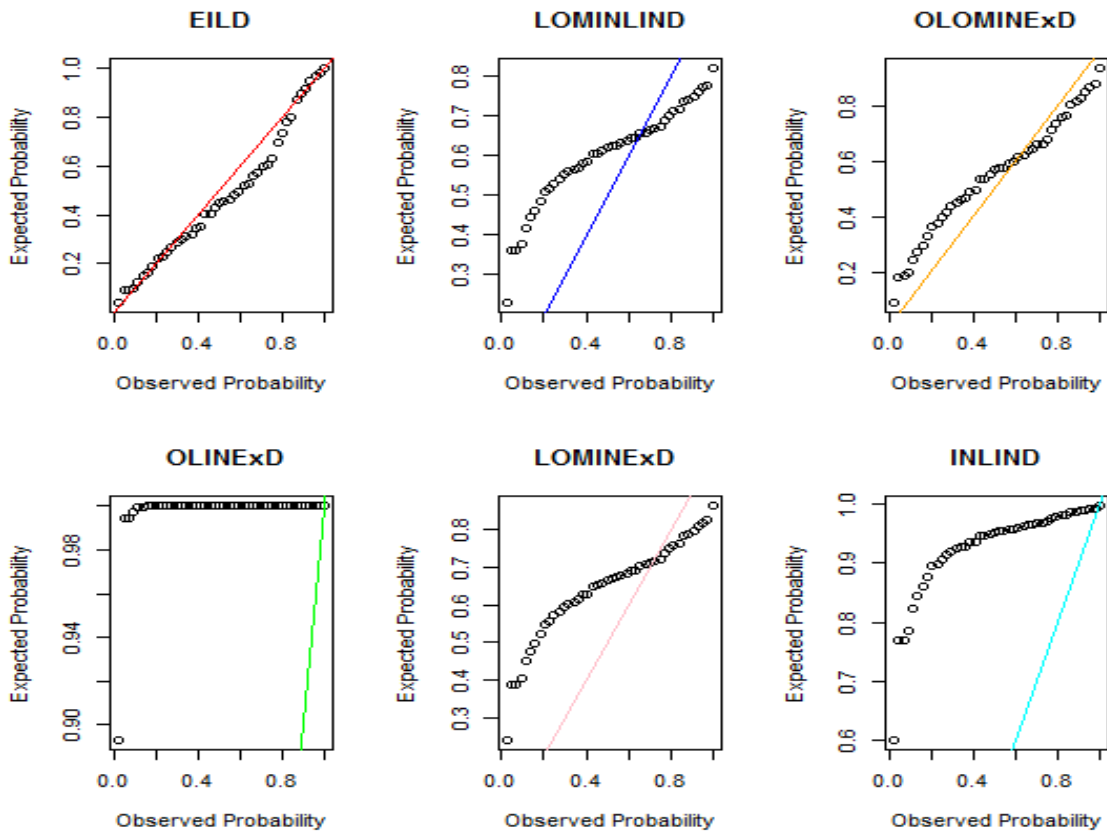 EILD
LOMINLIND
OLOMINExD
Expected Probability
0.2 0.4 0.6 0.8 1.0
0.0 0.4 0.8
Observed Probability
Expected Probability
0.3 0.4 0.5 0.6 0.7 0.8
0.0 0.4 0.8
Observed Probability
Expected Probability
0.2 0.4 0.6 0.8
0.0 0.4 0.8
Observed Probability
OLINExD
LOMINExD
INLIND
Expected Probability
0.90 0.94 0.98
0.0 0.4 0.8
Observed Probability
Expected Probability
0.3 0.4 0.5 0.6 0.7 0.8
0.0 0.4 0.8
Observed Probability
Expected Probability
0.6 0.7 0.8 0.9 1.0
0.0 0.4 0.8
Observed Probability